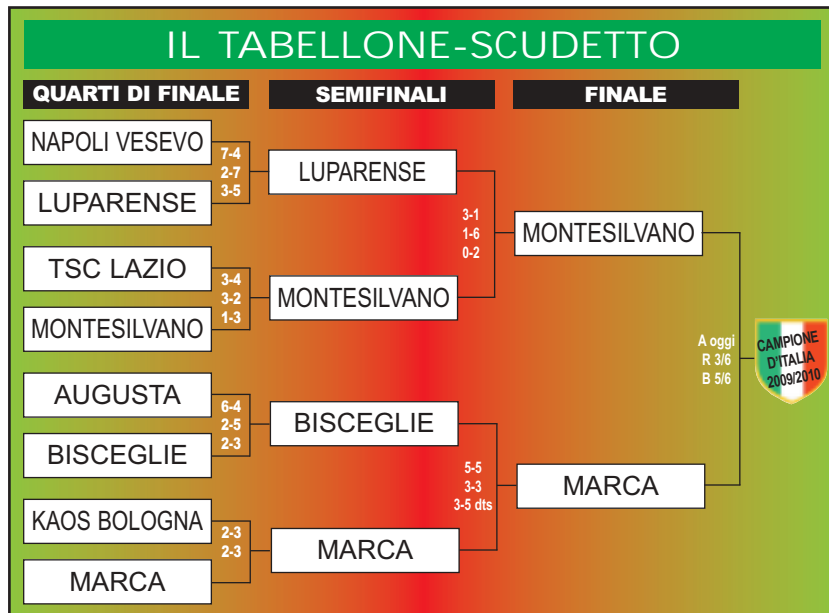 IL TABELLONE-SCUDETTO
QUARTI DI FINALE
SEMIFINALI
FINALE
NAPOLI VESEVO
7-4
2-7
3-5
LUPARENSE
TSC LAZIO
3-4
3-2
1-3
MONTESILVANO
AUGUSTA
6-4
2-5
2-3
BISCEGLIE
KAOS BOLOGNA
2-3
2-3
MARCA
LUPARENSE
3-1
1-6
0-2
MONTESILVANO
BISCEGLIE
5-5
3-3
3-5 dts
MARCA
MONTESILVANO
A oggi
R 3/6
B 5/6
MARCA
CAMPIONE
D'ITALIA
2009/2010